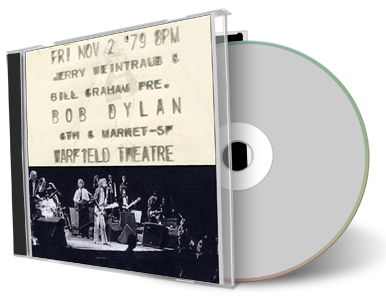 FRI NOV 2 '79 8PM
JERRY WEINTRAUB &
BILL GRAHAM PRE.
BOB DYLAN
6TH & MARKET-SF
WARFIELD THEATRE